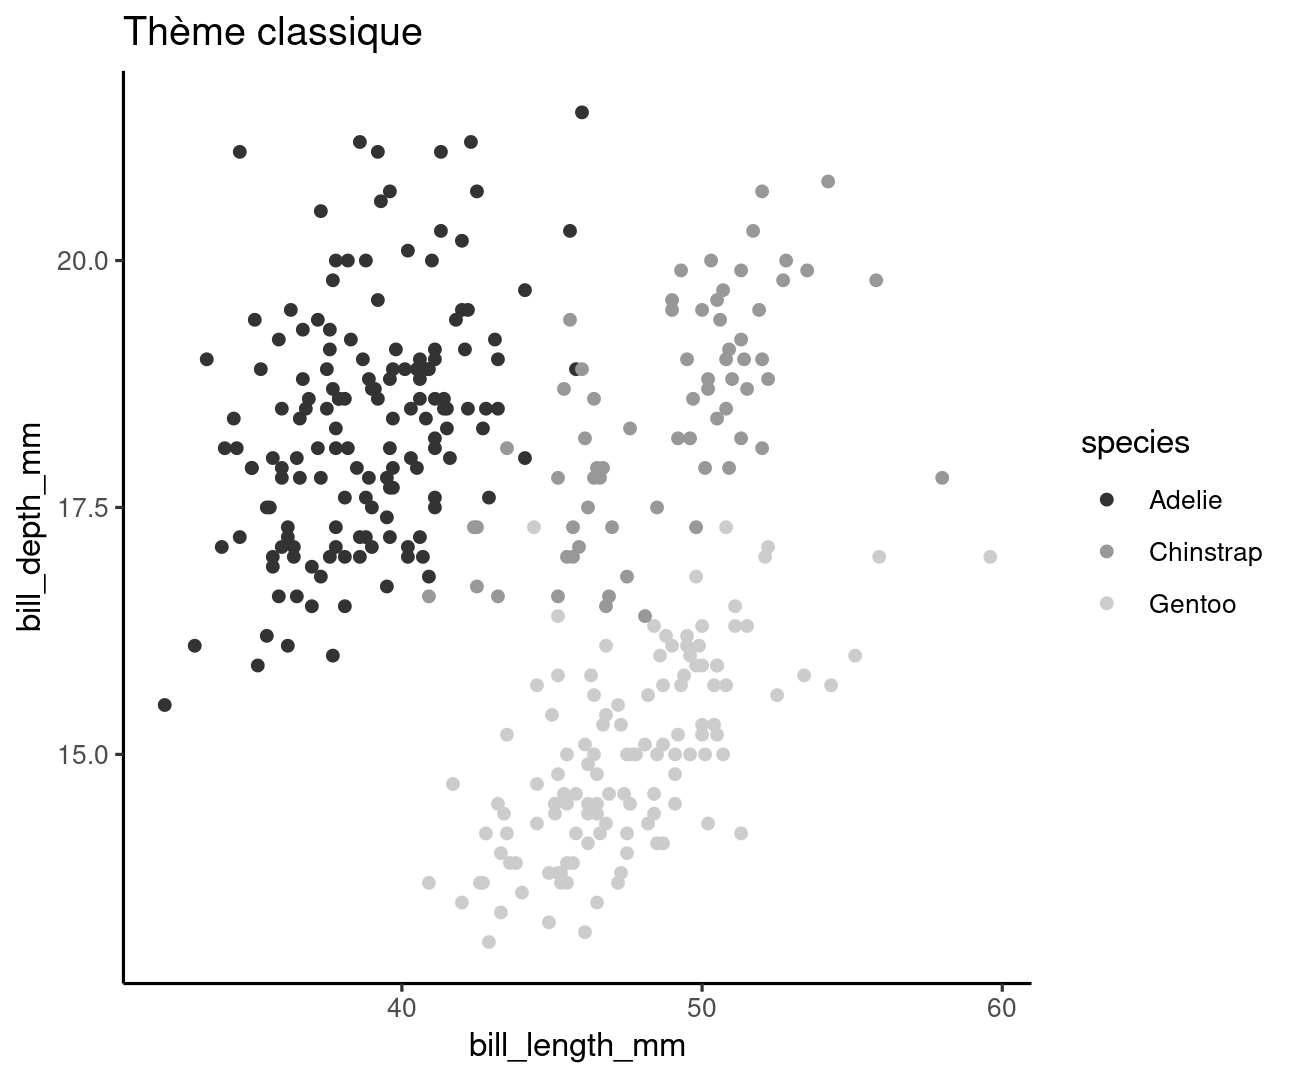 Thème classique
20.0
17.5
15.0
bill_depth_mm
40
50
60
bill_length_mm
species
Adelie
Chinstrap
Gentoo